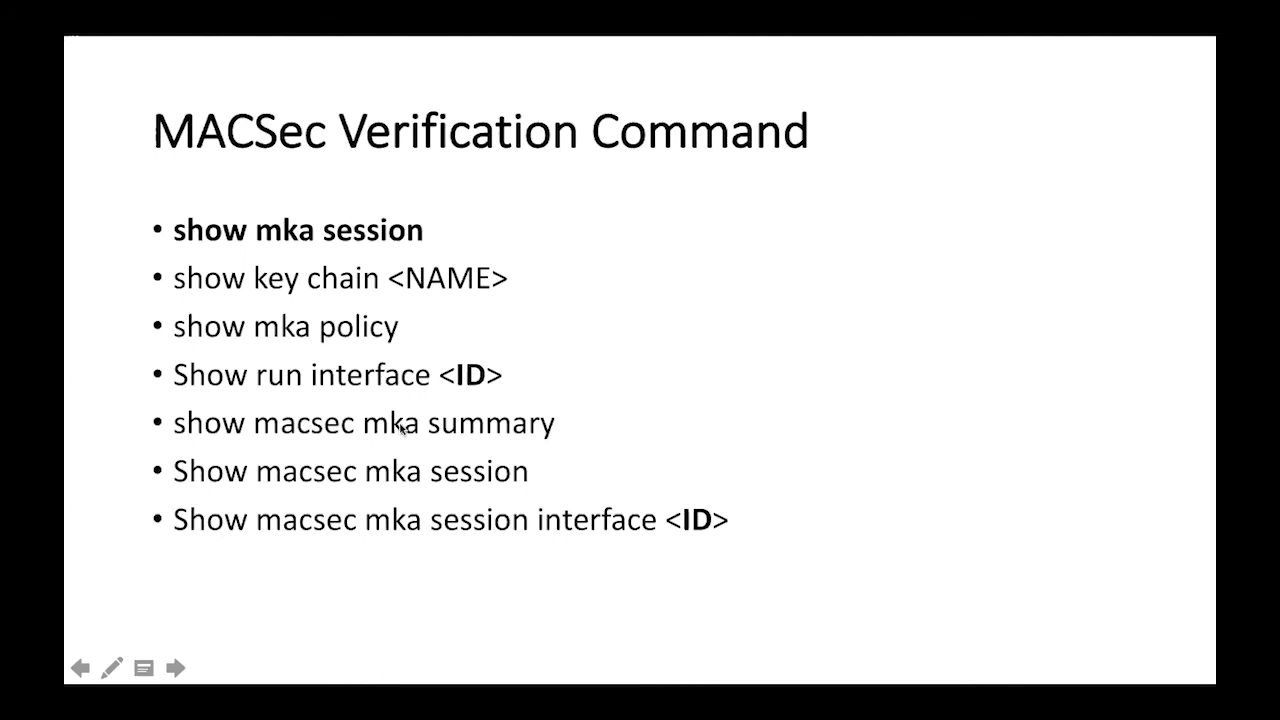 MACSec Verification Command
• show mka session
• show key chain <NAME>
• show mka policy
• Show run interface <ID>
• show macsec mka summary
• Show macsec mka session
• Show macsec mka session interface <ID>